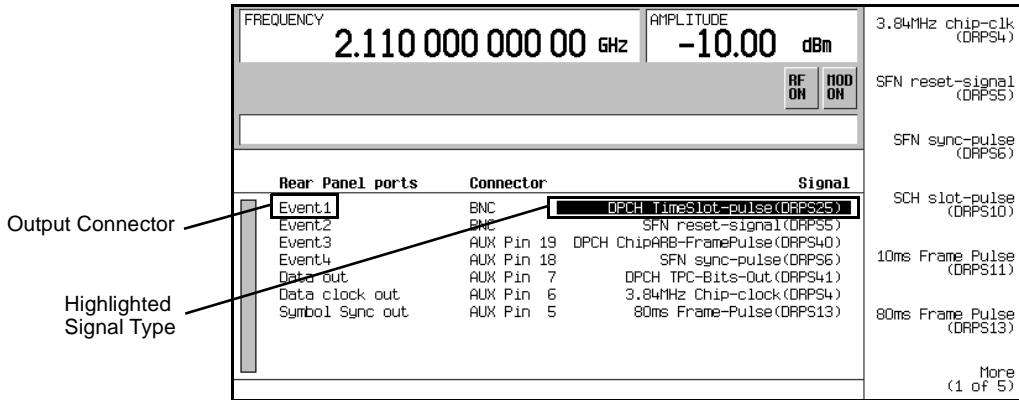 FREQUENCY
2.110 000 000 00 GHz
AMPLITUDE
-10.00 dBm
RF ON
MOD ON
Rear Panel ports Connector Signal
Event1 BNC DPCH TimeSlot-pulse(DRPS25)
Event2 BNC SFN reset-signal(DRPS5)
Event3 AUX Pin 19 DPCH ChipARB-FramePulse(DRPS40)
Event4 AUX Pin 18 SFN sync-pulse(DRPS6)
Data out AUX Pin 7 DPCH TPC-Bits-Out(DRPS41)
Data clock out AUX Pin 6 3.84MHz Chip-clock(DRPS4)
Symbol Sync out AUX Pin 5 80ms Frame-Pulse(DRPS13)
3.84MHz chip-clk
(DRPS4)
SFN reset-signal
(DRPS5)
SFN sync-pulse
(DRPS6)
SCH slot-pulse
(DRPS10)
10ms Frame Pulse
(DRPS11)
80ms Frame Pulse
(DRPS13)
More
(1 of 5)
Output Connector
Highlighted
Signal Type